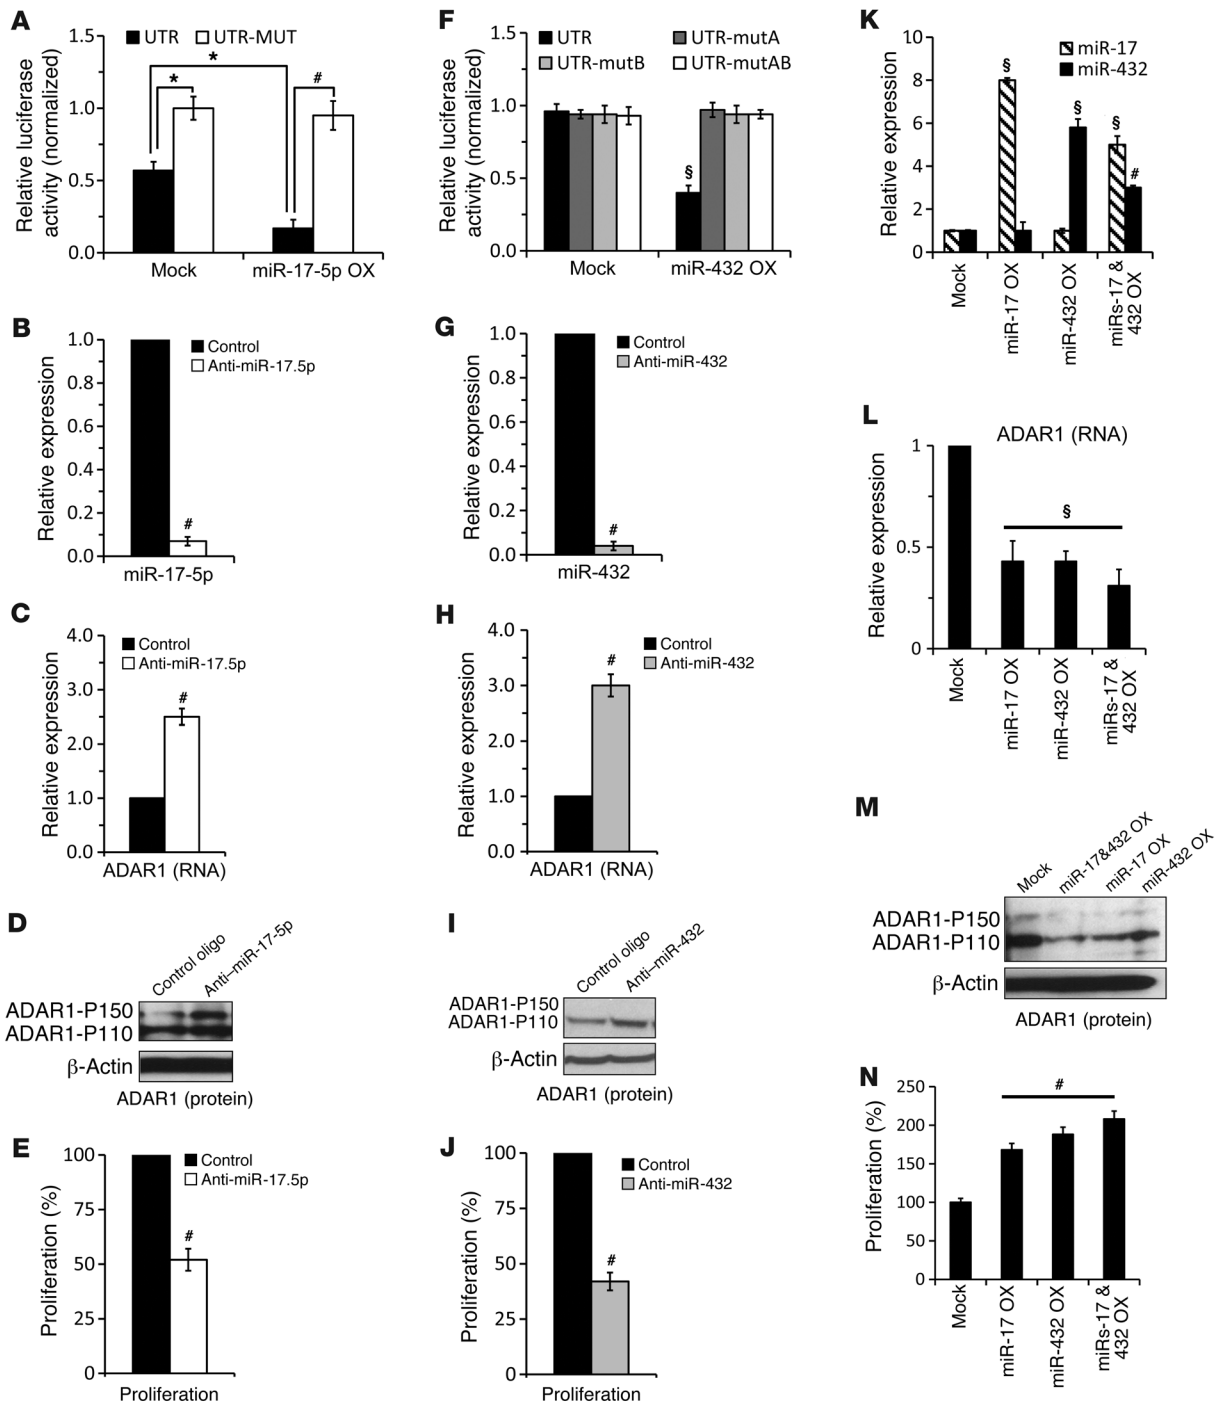 A
Relative luciferase
activity (normalized)
1.5
1.0
0.5
0.0
UTR
UTR-MUT
*
*
#
Mock
miR-17-5p OX
B
Relative expression
1.0
0.8
0.6
0.4
0.2
0.0
Control
Anti-miR-17.5p
#
miR-17-5p
C
Relative expression
4.0
3.0
2.0
1.0
0.0
Control
Anti-miR-17.5p
#
ADAR1 (RNA)
D
Control oligo
Anti–miR-17-5p
ADAR1-P150
ADAR1-P110
β-Actin
ADAR1 (protein)
E
Proliferation (%)
100
75
50
25
0
Control
Anti-miR-17.5p
#
Proliferation
F
Relative luciferase
activity (normalized)
1.5
1.0
0.5
0.0
UTR
UTR-mutA
UTR-mutB
UTR-mutAB
§
Mock
miR-432 OX
G
Relative expression
1.0
0.8
0.6
0.4
0.2
0.0
Control
Anti-miR-432
#
miR-432
H
Relative expression
4.0
3.0
2.0
1.0
0.0
Control
Anti-miR-432
#
ADAR1 (RNA)
I
Control oligo
Anti–miR-432
ADAR1-P150
ADAR1-P110
β-Actin
ADAR1 (protein)
J
Proliferation (%)
100
75
50
25
0
Control
Anti-miR-432
#
Proliferation
K
Relative expression
10
8
6
4
2
0
miR-17
miR-432
§
§
§
#
Mock
miR-17 OX
miR-432 OX
miRs-17 &
432 OX
L
ADAR1 (RNA)
Relative expression
1
0.5
0
§
Mock
miR-17 OX
miR-432 OX
miRs-17 &
432 OX
M
Mock
miR-17&432 OX
miR-17 OX
miR-432 OX
ADAR1-P150
ADAR1-P110
β-Actin
ADAR1 (protein)
N
Proliferation (%)
250
200
150
100
50
0
#
Mock
miR-17 OX
miR-432 OX
miRs-17 &
432 OX